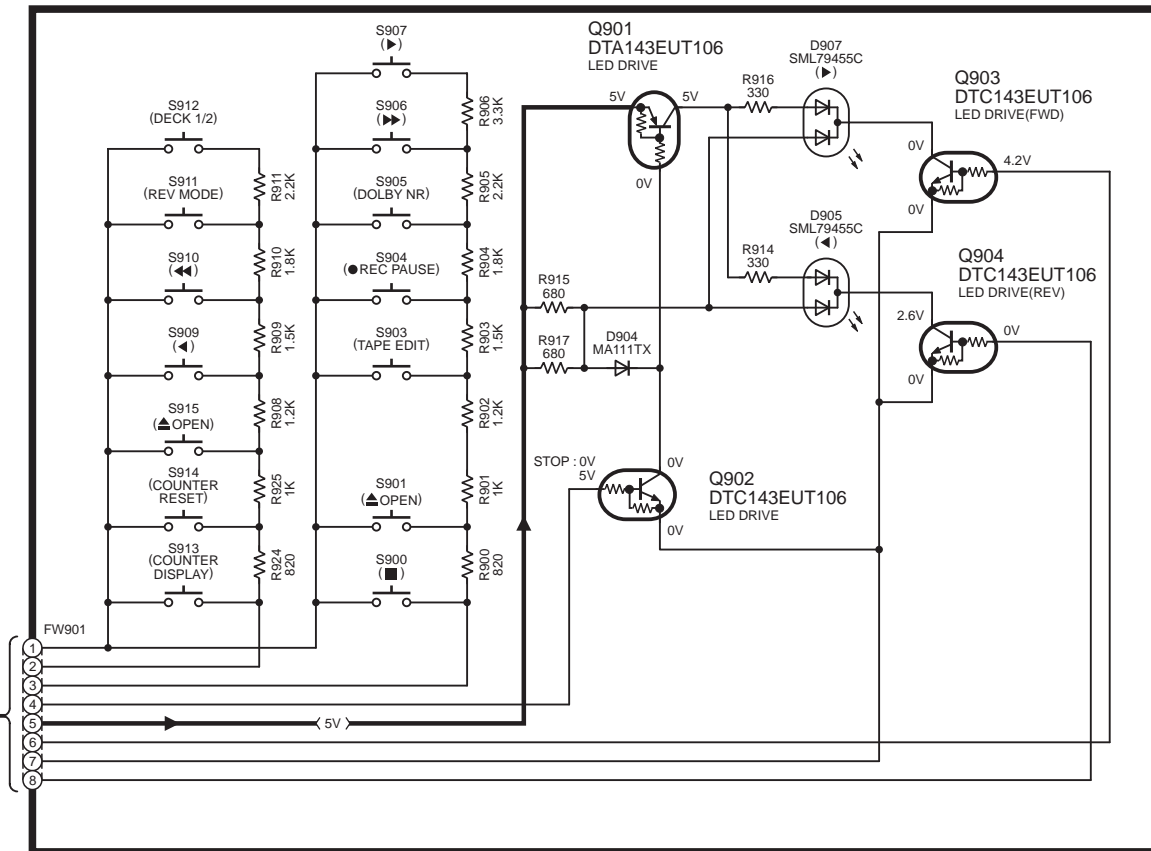 S907
(▶)
S912
(DECK 1/2)
S906
(▶▶)
R906
3.3K
S911
(REV MODE)
R911
2.2K
S905
(DOLBY NR)
R905
2.2K
S910
(◀◀)
R910
1.8K
S904
(●REC PAUSE)
R904
1.8K
S909
(◀)
R909
1.5K
S903
(TAPE EDIT)
R903
1.5K
S915
(⏏OPEN)
R908
1.2K
R902
1.2K
S914
(COUNTER
RESET)
R925
1K
S901
(⏏OPEN)
R901
1K
S913
(COUNTER
DISPLAY)
R924
820
S900
(■)
R900
820
Q901
DTA143EUT106
LED DRIVE
5V
5V
0V
R916
330
D907
SML79455C
(▶)
Q903
DTC143EUT106
LED DRIVE(FWD)
0V
4.2V
0V
R914
330
D905
SML79455C
(◀)
Q904
DTC143EUT106
LED DRIVE(REV)
2.6V
0V
0V
R915
680
R917
680
D904
MA111TX
STOP : 0V
5V
0V
Q902
DTC143EUT106
LED DRIVE
0V
FW901
1
2
3
4
5
5V
6
7
8